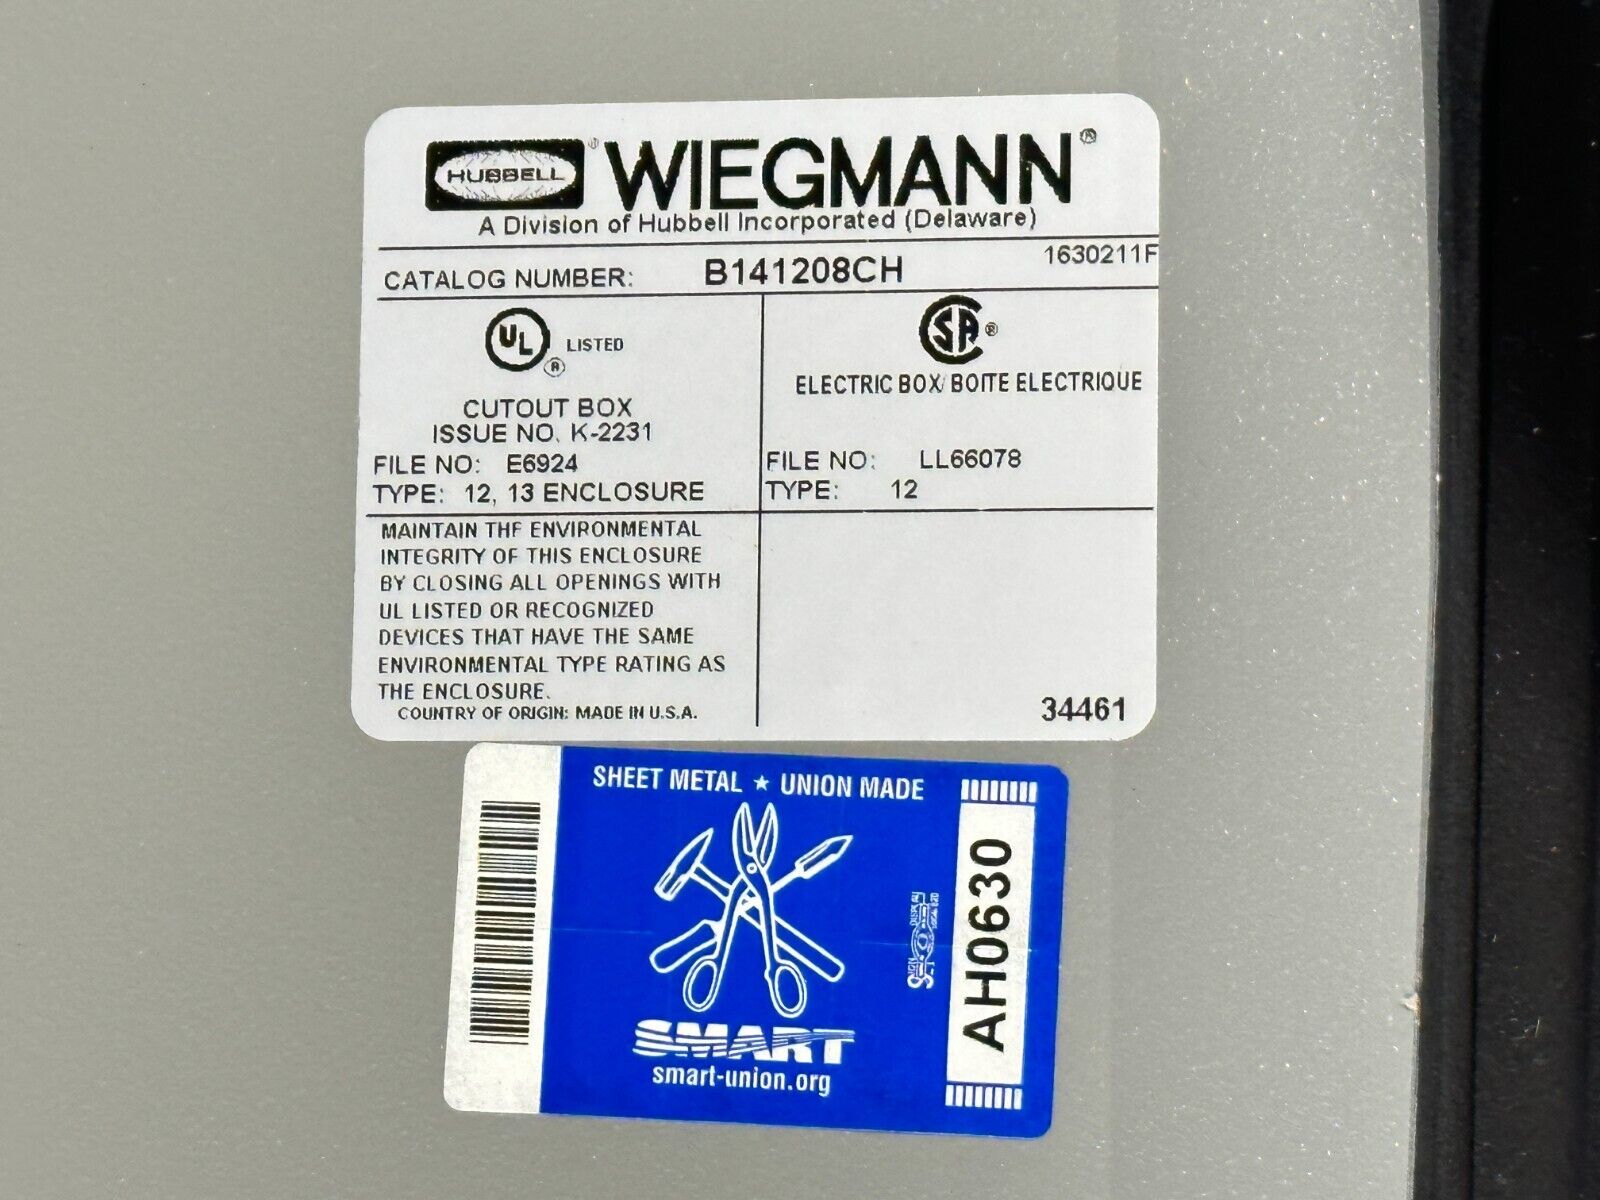 HUBBELL® WIEGMANN®
A Division of Hubbell Incorporated (Delaware)
1630211F
CATALOG NUMBER: B141208CH
UL® LISTED
CUTOUT BOX
ISSUE NO. K-2231
FILE NO: E6924
TYPE: 12, 13 ENCLOSURE
CSA®
ELECTRIC BOX/BOITE ELECTRIQUE
FILE NO: LL66078
TYPE: 12
MAINTAIN THE ENVIRONMENTAL
INTEGRITY OF THIS ENCLOSURE
BY CLOSING ALL OPENINGS WITH
UL LISTED OR RECOGNIZED
DEVICES THAT HAVE THE SAME
ENVIRONMENTAL TYPE RATING AS
THE ENCLOSURE.
COUNTRY OF ORIGIN: MADE IN U.S.A.
34461
SHEET METAL ★ UNION MADE
SMART
smart-union.org
AH0630